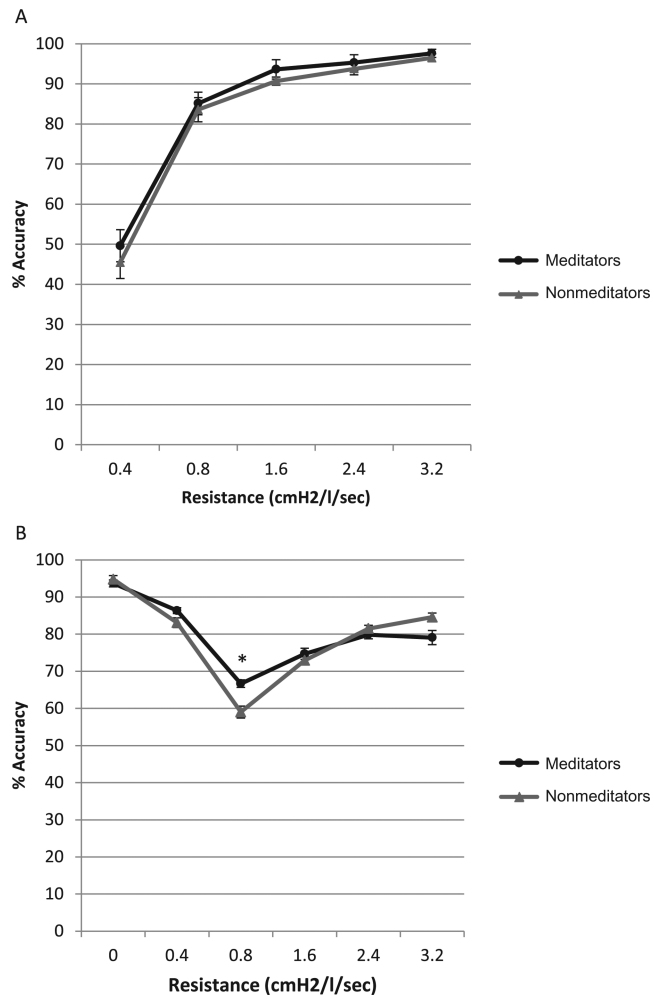 A
100
90
80
70
60
50
40
30
20
10
0
% Accuracy
0.4 0.8 1.6 2.4 3.2
Resistance (cmH2/l/sec)
Meditators
Nonmeditators
B
100
90
80
70
60
50
40
30
20
10
0
% Accuracy
*
0 0.4 0.8 1.6 2.4 3.2
Resistance (cmH2/l/sec)
Meditators
Nonmeditators